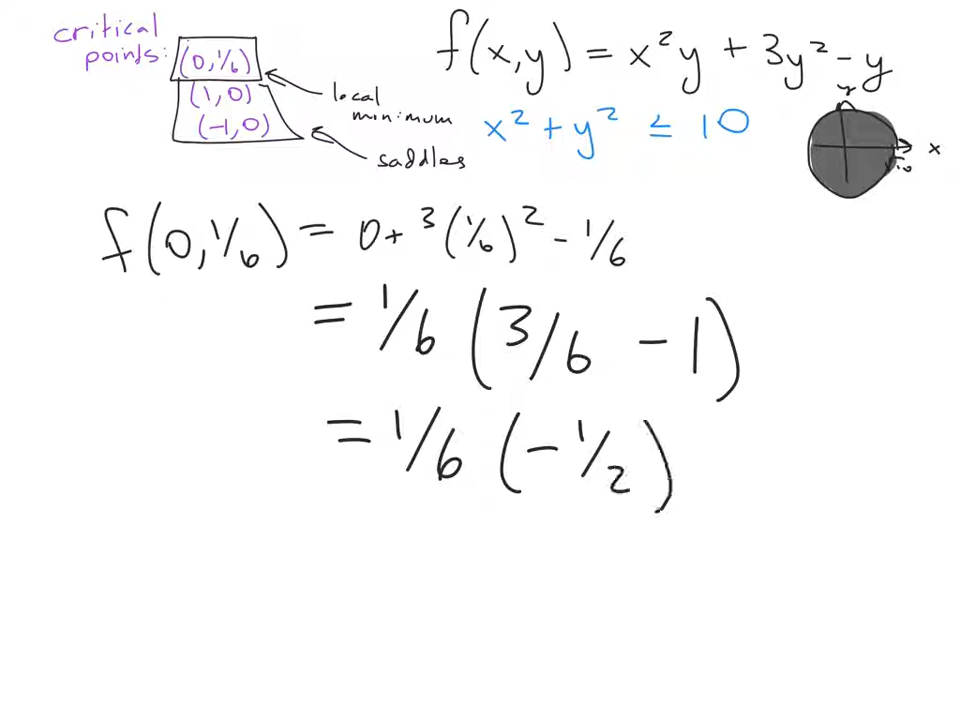 critical
points:
(0,1/6)
(1,0)
(-1,0)
local
minimum
saddles
f(x,y) = x²y + 3y² - y
x² + y² ≤ 10
y
x
√10
f(0,1/6) = 0 + 3(1/6)² - 1/6
= 1/6 (3/6 - 1)
= 1/6 (-1/2)